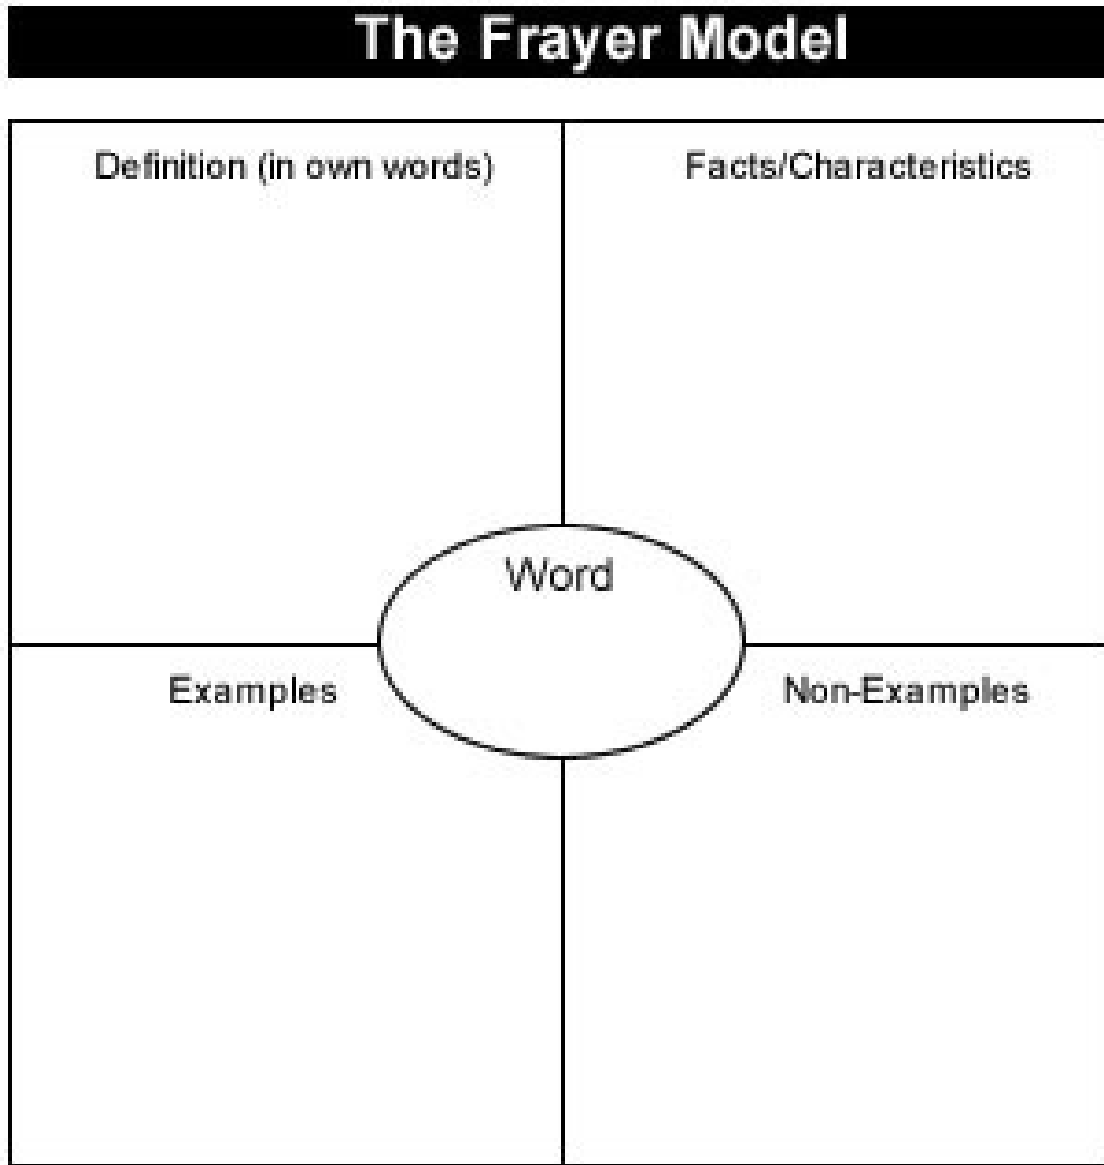 The Frayer Model
Definition (in own words)
Facts/Characteristics
Word
Examples
Non-Examples